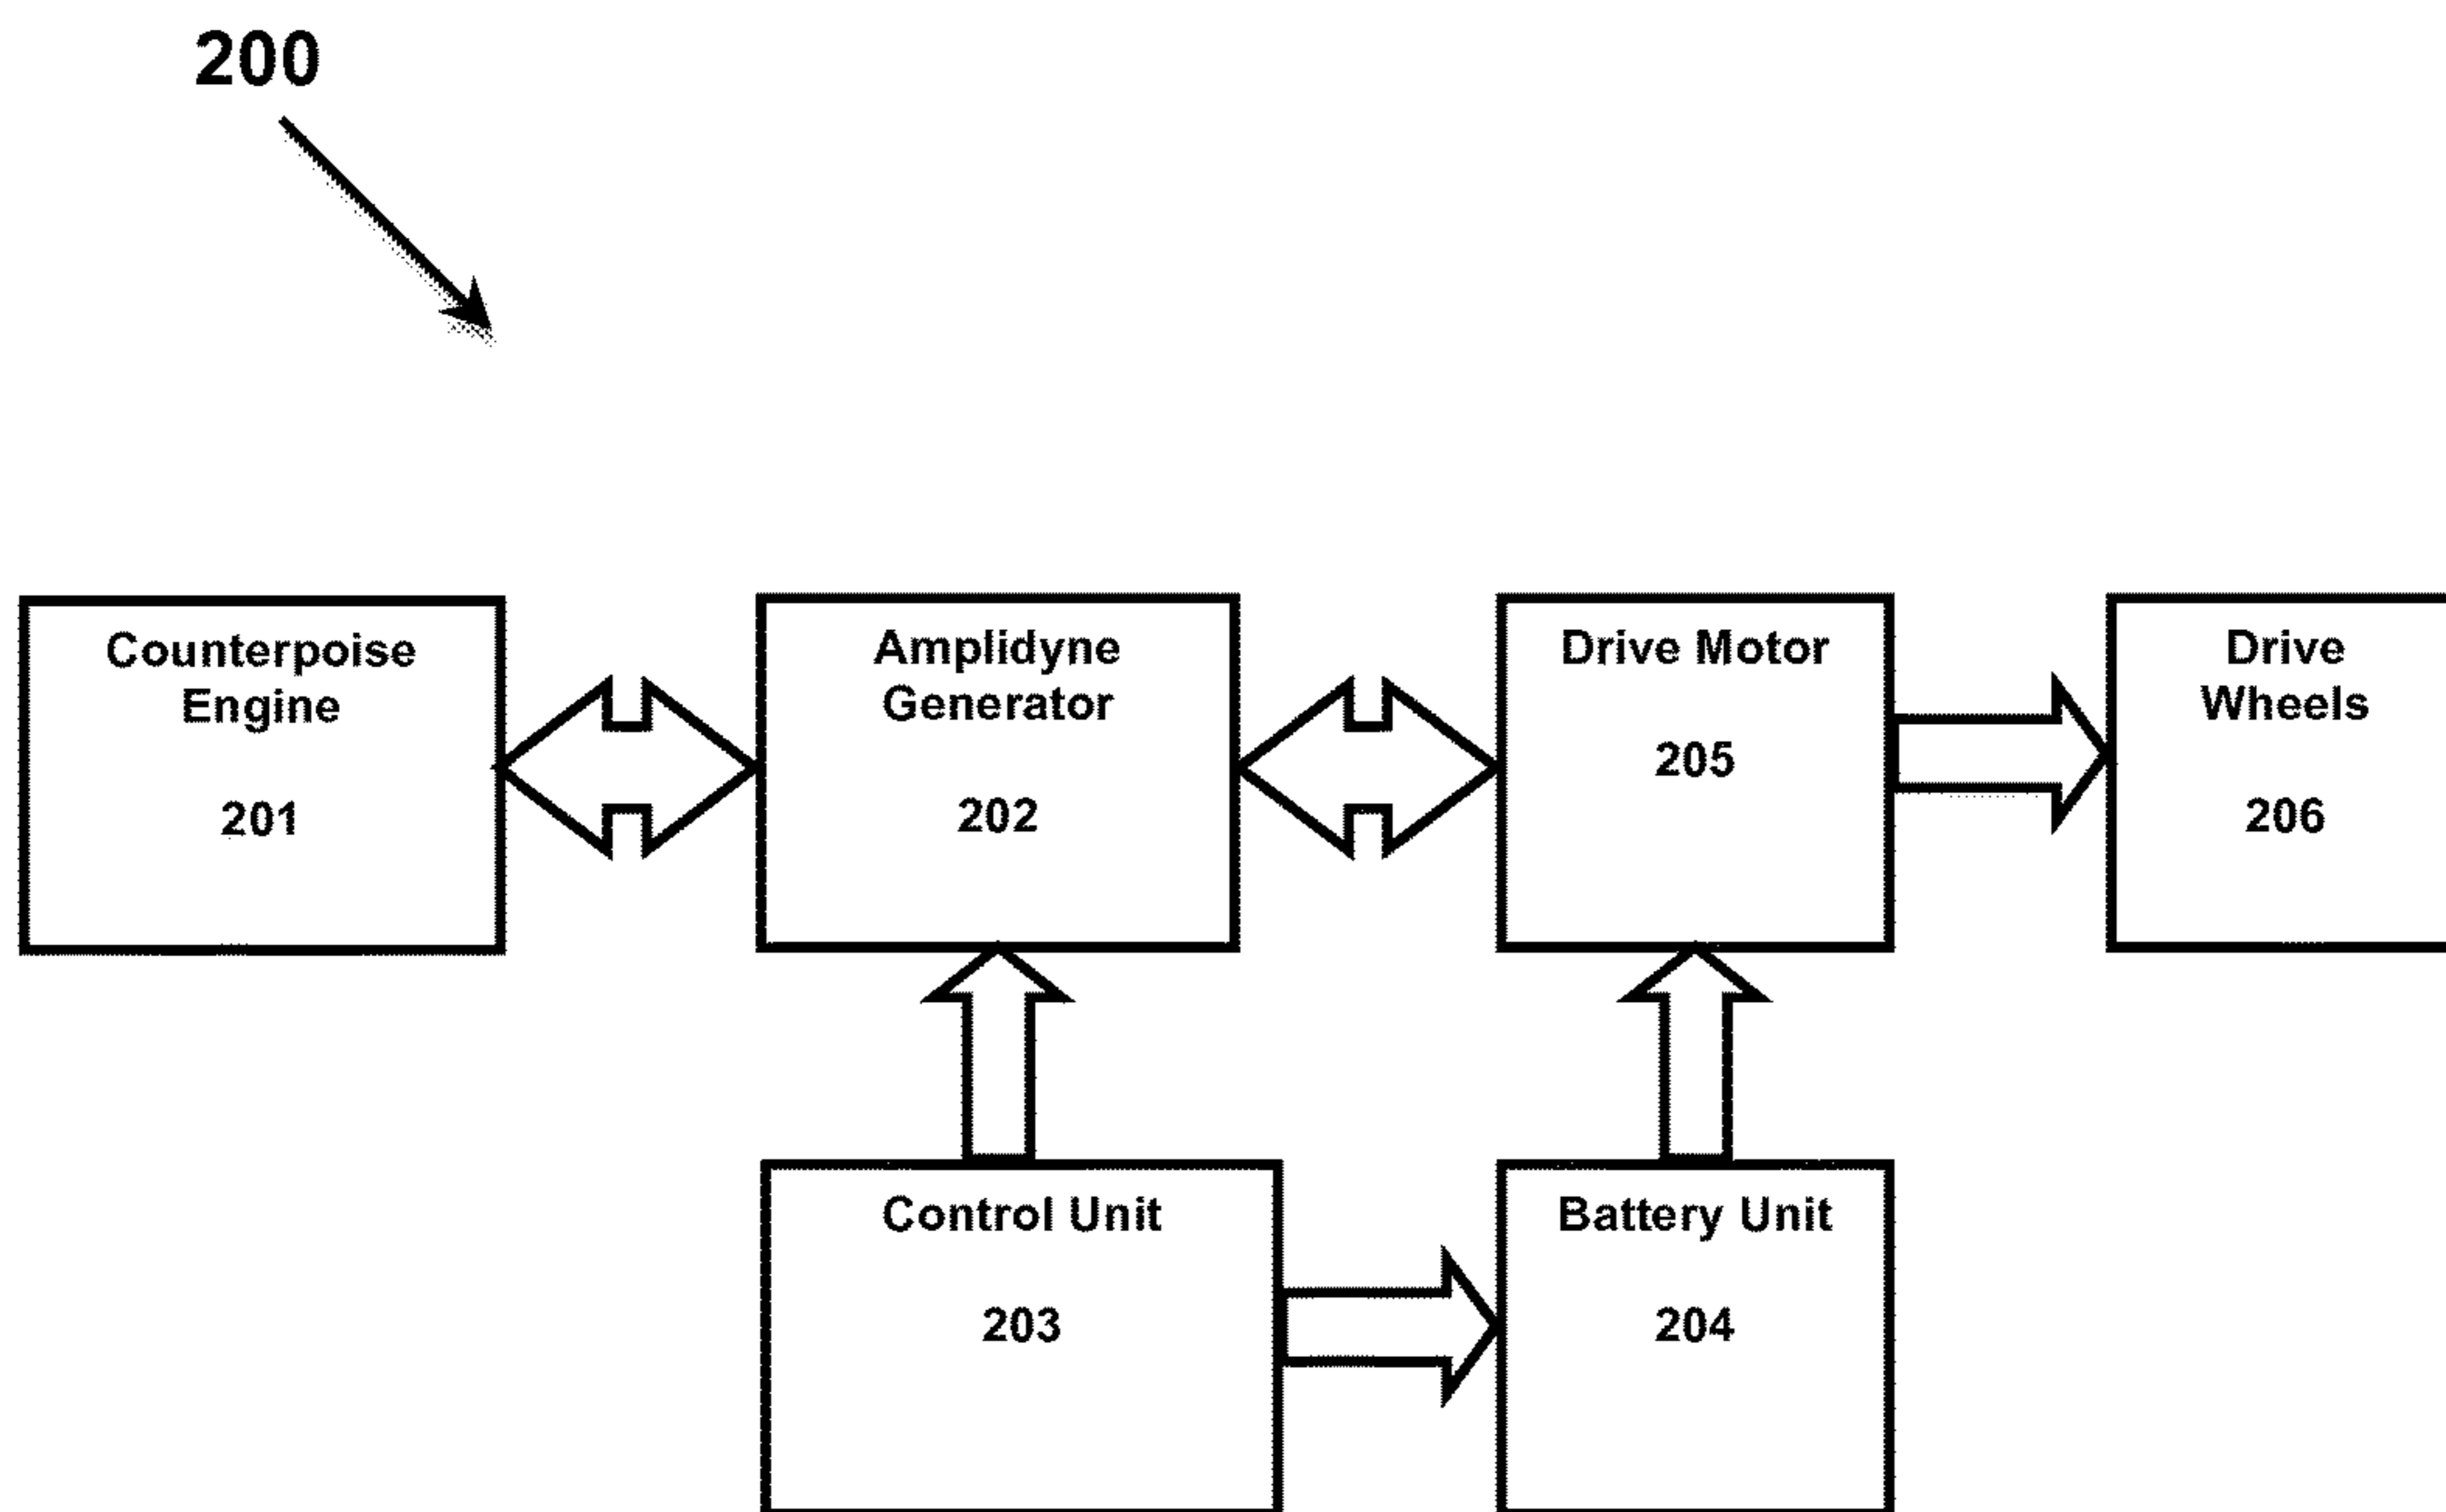 200
Counterpoise
Engine
201
Amplidyne
Generator
202
Drive Motor
205
Drive
Wheels
206
Control Unit
203
Battery Unit
204